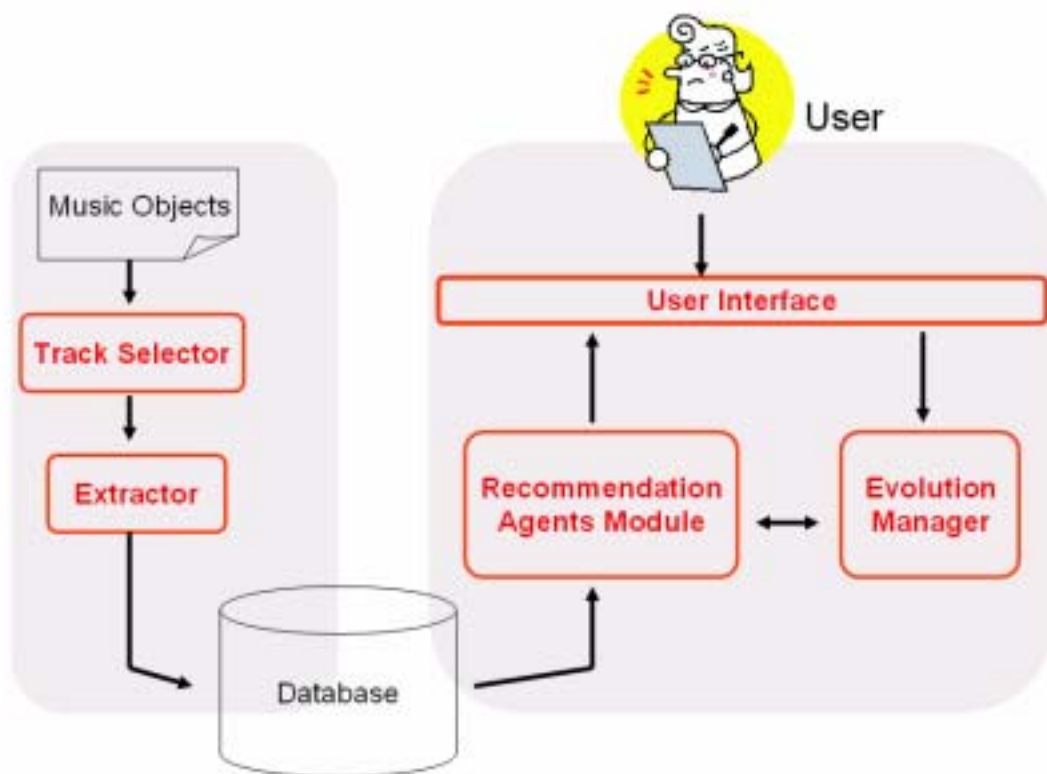 User
Music Objects
User Interface
Track Selector
Extractor
Recommendation
Agents Module
Evolution
Manager
Database